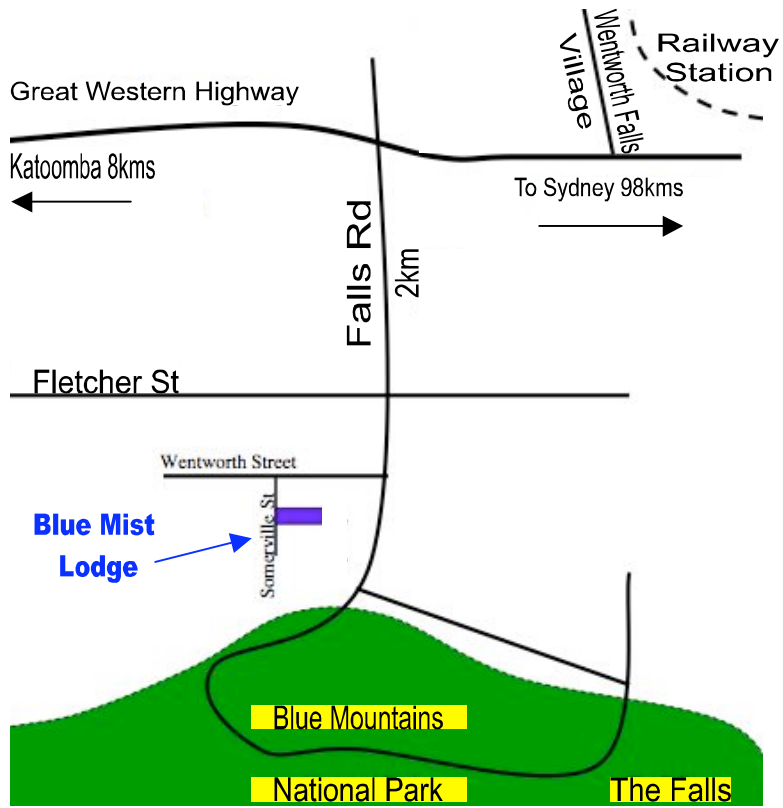 Wentworth Falls
Village
Railway
Station
Great Western Highway
Katoomba 8kms
To Sydney 98kms
Falls Rd
2km
Fletcher St
Wentworth Street
Somerville St
Blue Mist
Lodge
Blue Mountains
National Park
The Falls